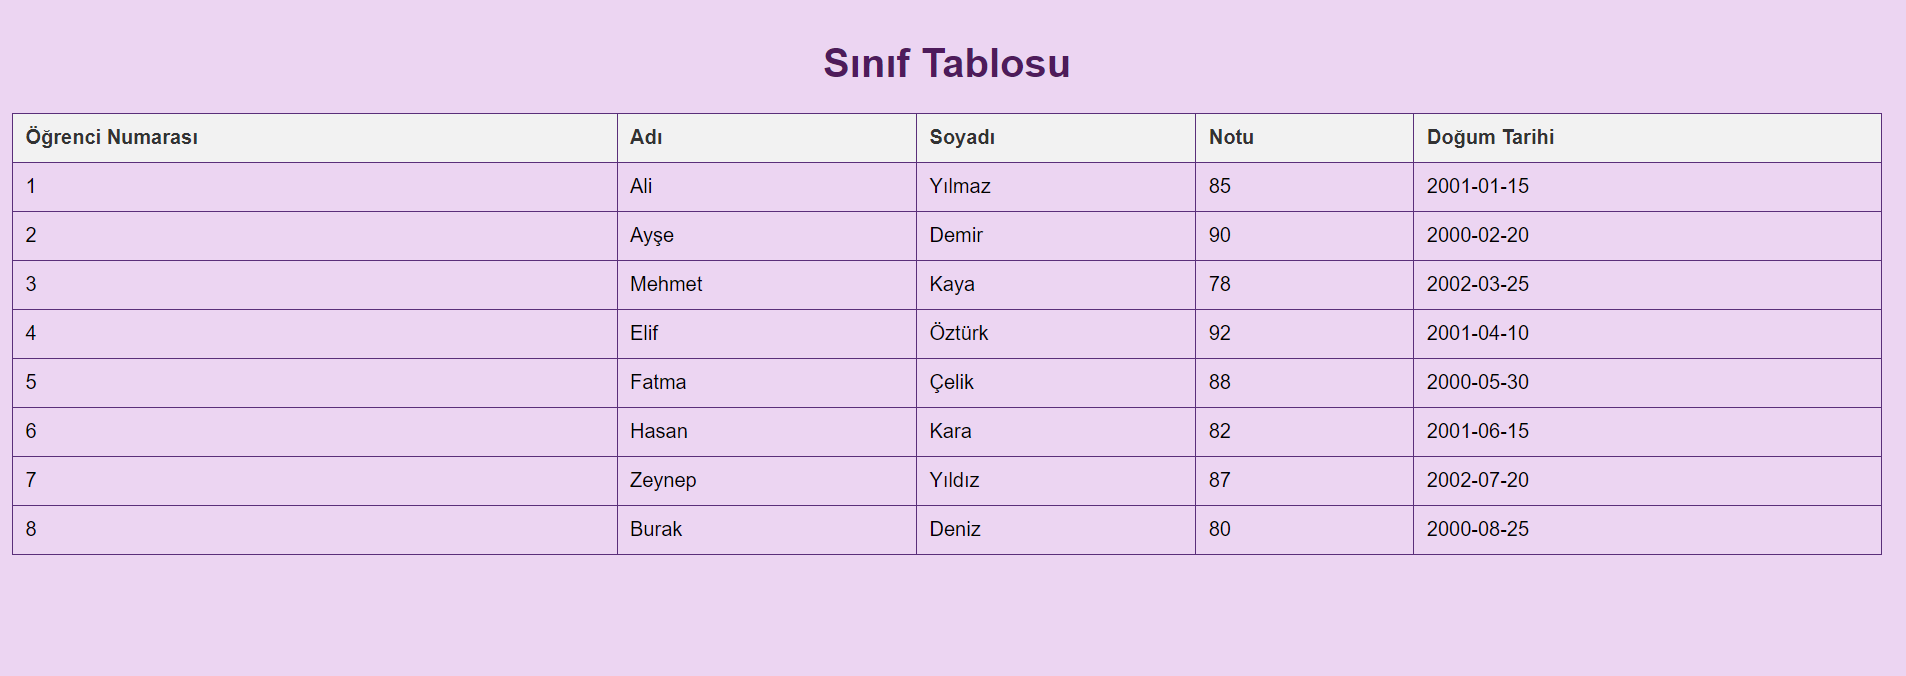 Sınıf Tablosu
Öğrenci Numarası Adı Soyadı Notu Doğum Tarihi
1 Ali Yılmaz 85 2001-01-15
2 Ayşe Demir 90 2000-02-20
3 Mehmet Kaya 78 2002-03-25
4 Elif Öztürk 92 2001-04-10
5 Fatma Çelik 88 2000-05-30
6 Hasan Kara 82 2001-06-15
7 Zeynep Yıldız 87 2002-07-20
8 Burak Deniz 80 2000-08-25